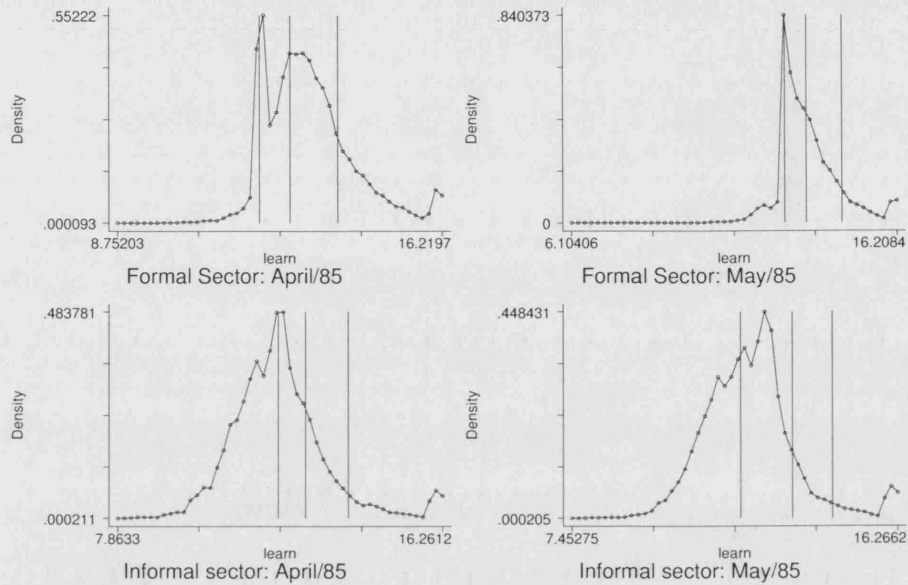 .55222
Density
.000093
8.75203
16.2197
learn
Formal Sector: April/85
.840373
Density
0
6.10406
16.2084
learn
Formal Sector: May/85
.483781
Density
.000211
7.8633
16.2612
learn
Informal sector: April/85
.448431
Density
.000205
7.45275
16.2662
learn
Informal sector: May/85